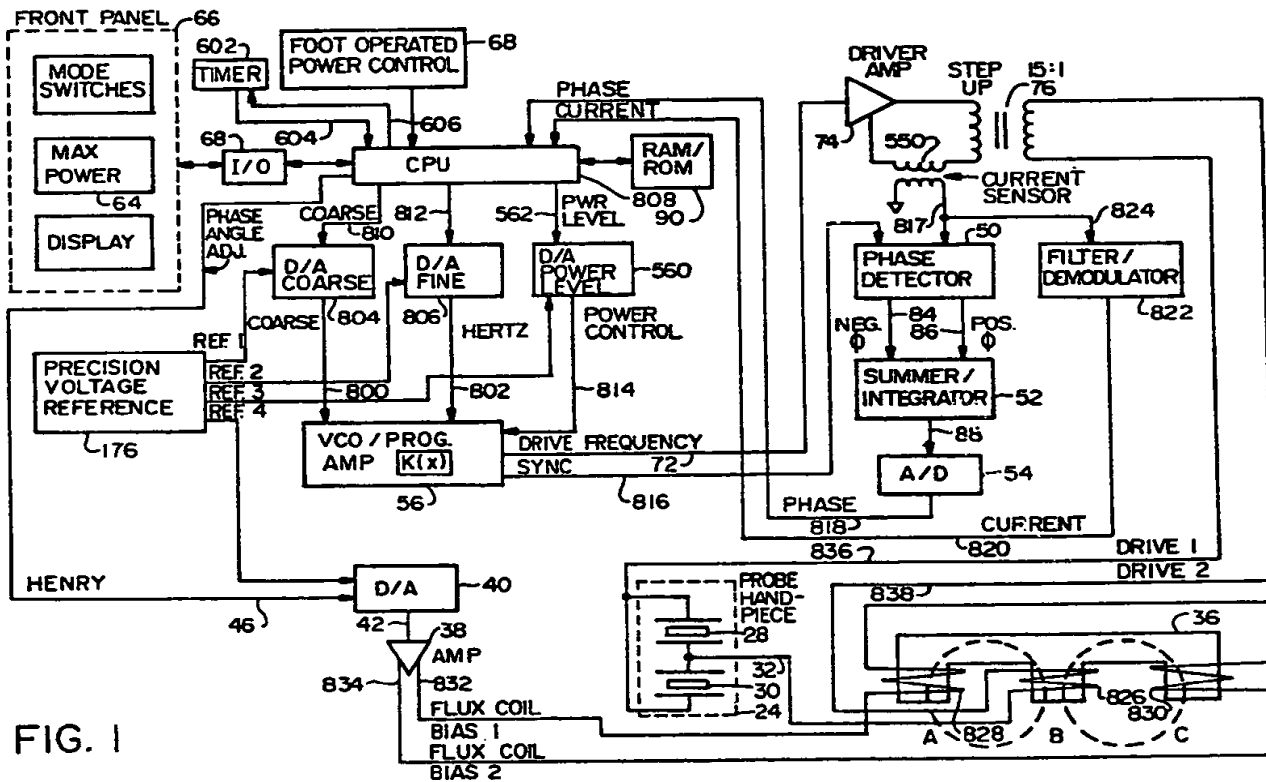 FRONT PANEL
66
MODE
SWITCHES
MAX
POWER
64
DISPLAY
602
TIMER
604
606
FOOT OPERATED
POWER CONTROL
68
68
I/O
CPU
808
RAM/
ROM
90
PHASE
CURRENT
PHASE
ANGLE
ADJ.
COARSE
810
812
562
PWR
LEVEL
D/A
COARSE
804
D/A
FINE
806
D/A
POWER
LEVEL
560
COARSE
HERTZ
POWER
CONTROL
800
802
814
PRECISION
VOLTAGE
REFERENCE
176
REF 1
REF. 2
REF. 3
REF. 4
VCO / PROG.
AMP K(x)
56
DRIVE FREQUENCY
72
SYNC
816
DRIVER
AMP
74
STEP
UP
15:1
76
550
CURRENT
SENSOR
817
824
50
PHASE
DETECTOR
FILTER/
DEMODULATOR
822
84
86
NEG.
Φ
POS.
Φ
SUMMER/
INTEGRATOR
52
88
A/D
54
PHASE
818
CURRENT
820
836
DRIVE 1
DRIVE 2
838
HENRY
46
D/A
40
42
38
AMP
834
832
FLUX COIL
BIAS 1
FLUX COIL
BIAS 2
PROBE
HAND-
PIECE
28
32
30
24
36
826
828
830
A
B
C
FIG. 1